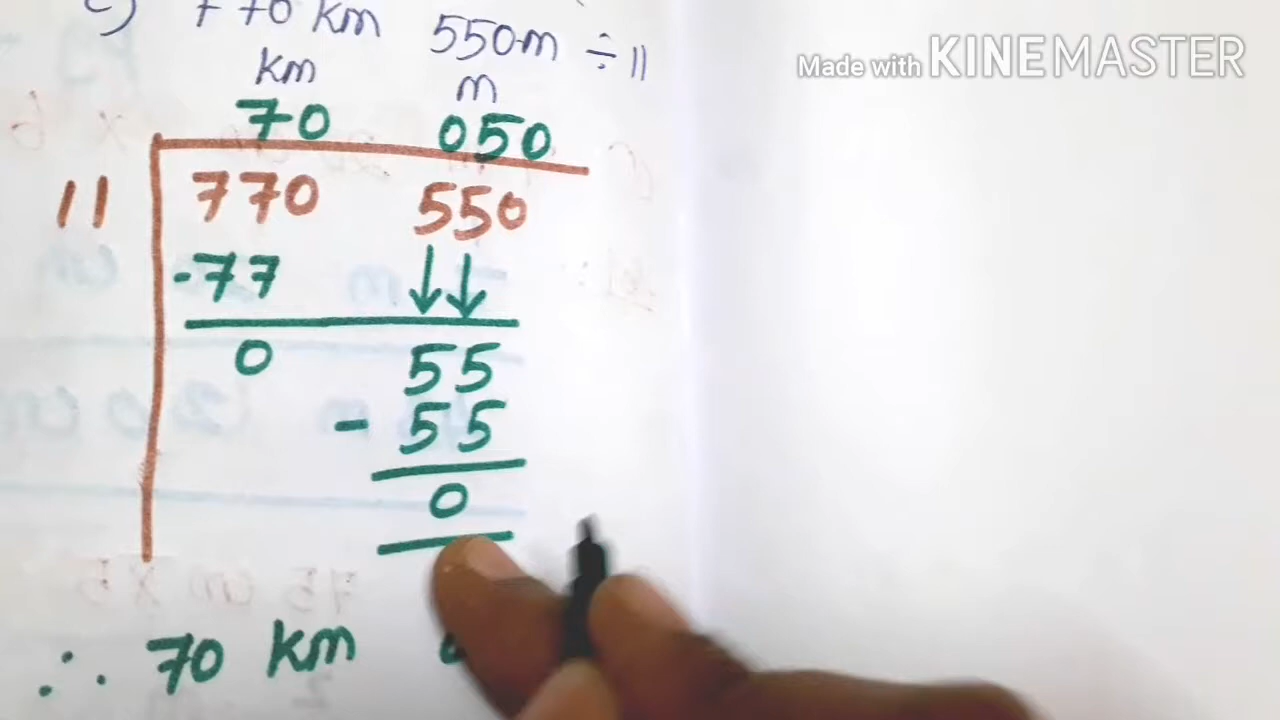 c) 770 km 550m ÷ 11
Made with KINEMASTER
km m
70 050
11 770 550
-77 ↓↓
0 55
- 55
0
∴ 70 km